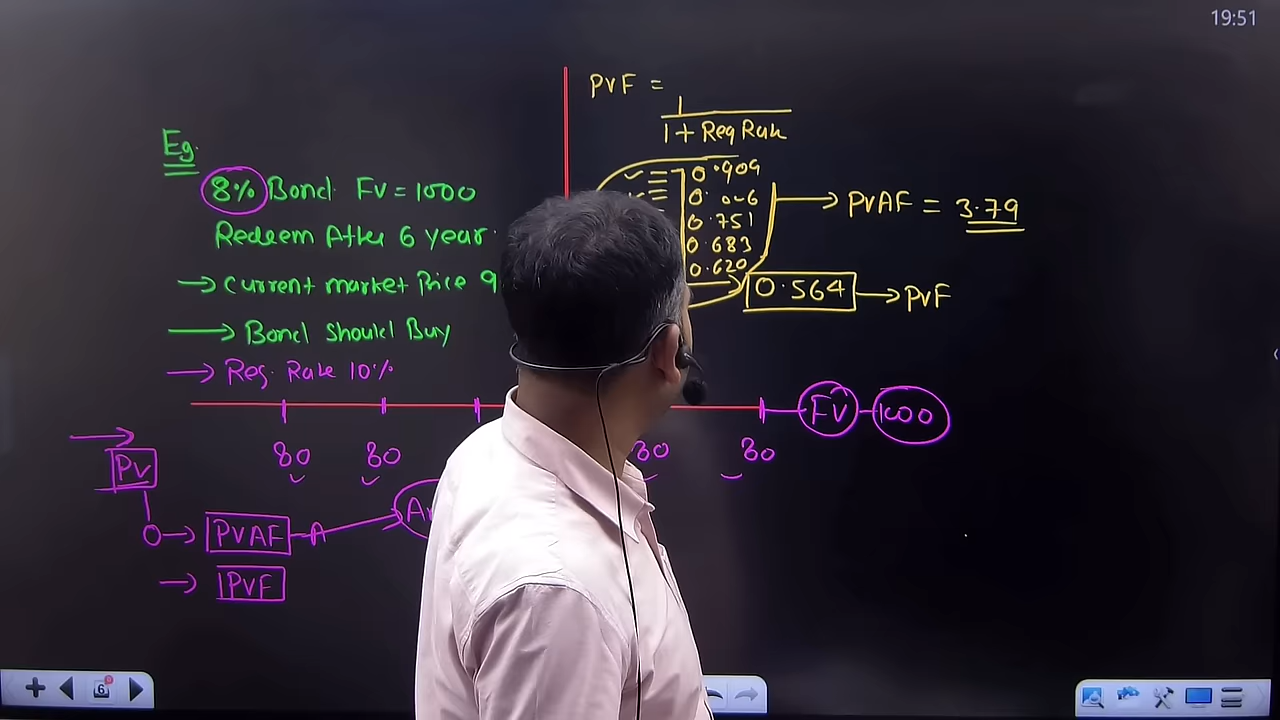 19:51
PVF =
1
1 + Req Rate
Eg.
8% Bond FV = 1000
Redeem After 6 year
→ Current market Price 9
→ Bond should Buy
→ Req. Rate 10%
0.909
0.751
0.683
0.620
→ PVAF = 3.79
0.564 → PVF
FV - 1000
80 80 80 80
PV
→ PVAF - A
→ PVF
6